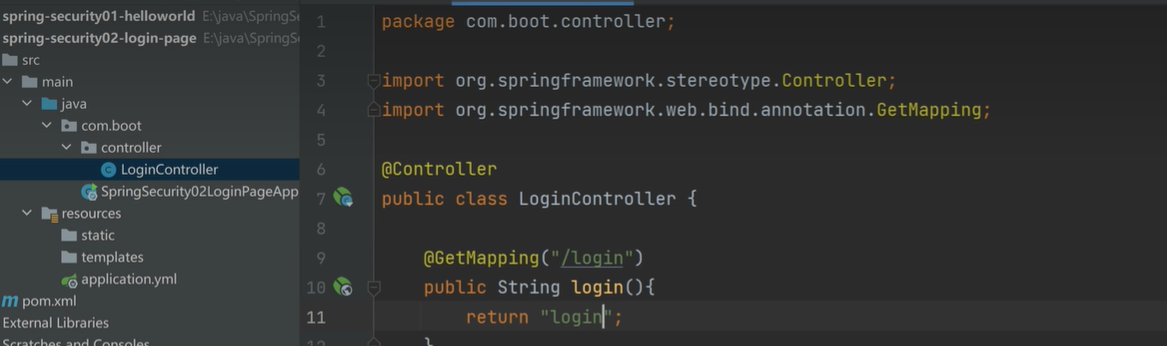 spring-security01-helloworld E:\java\SpringS
spring-security02-login-page E:\java\SpringS
src
main
java
com.boot
controller
LoginController
SpringSecurity02LoginPageApp
resources
static
templates
application.yml
pom.xml
External Libraries
Scratches and Consoles
1 package com.boot.controller;
2
3 import org.springframework.stereotype.Controller;
4 import org.springframework.web.bind.annotation.GetMapping;
5
6 @Controller
7 public class LoginController {
8
9 @GetMapping("/login")
10 public String login(){
11 return "login";
12 }